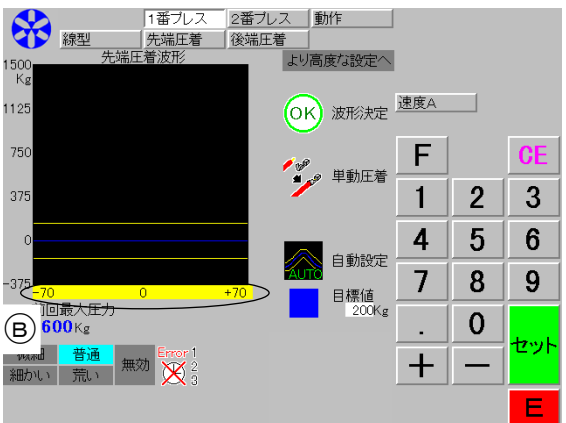 1番プレス 2番プレス 動作
線型 先端圧着 後端圧着
先端圧着波形
より高度な設定へ
1500
Kg
1125
750
375
0
-375
-70 0 +70
OK 波形決定
速度A
単動圧着
AUTO 自動設定
目標値
200Kg
回最大圧力
B
600Kg
普通
細かい 荒い
無効
Error 1
2
3
F CE
1 2 3
4 5 6
7 8 9
. 0 セット
+ —
E